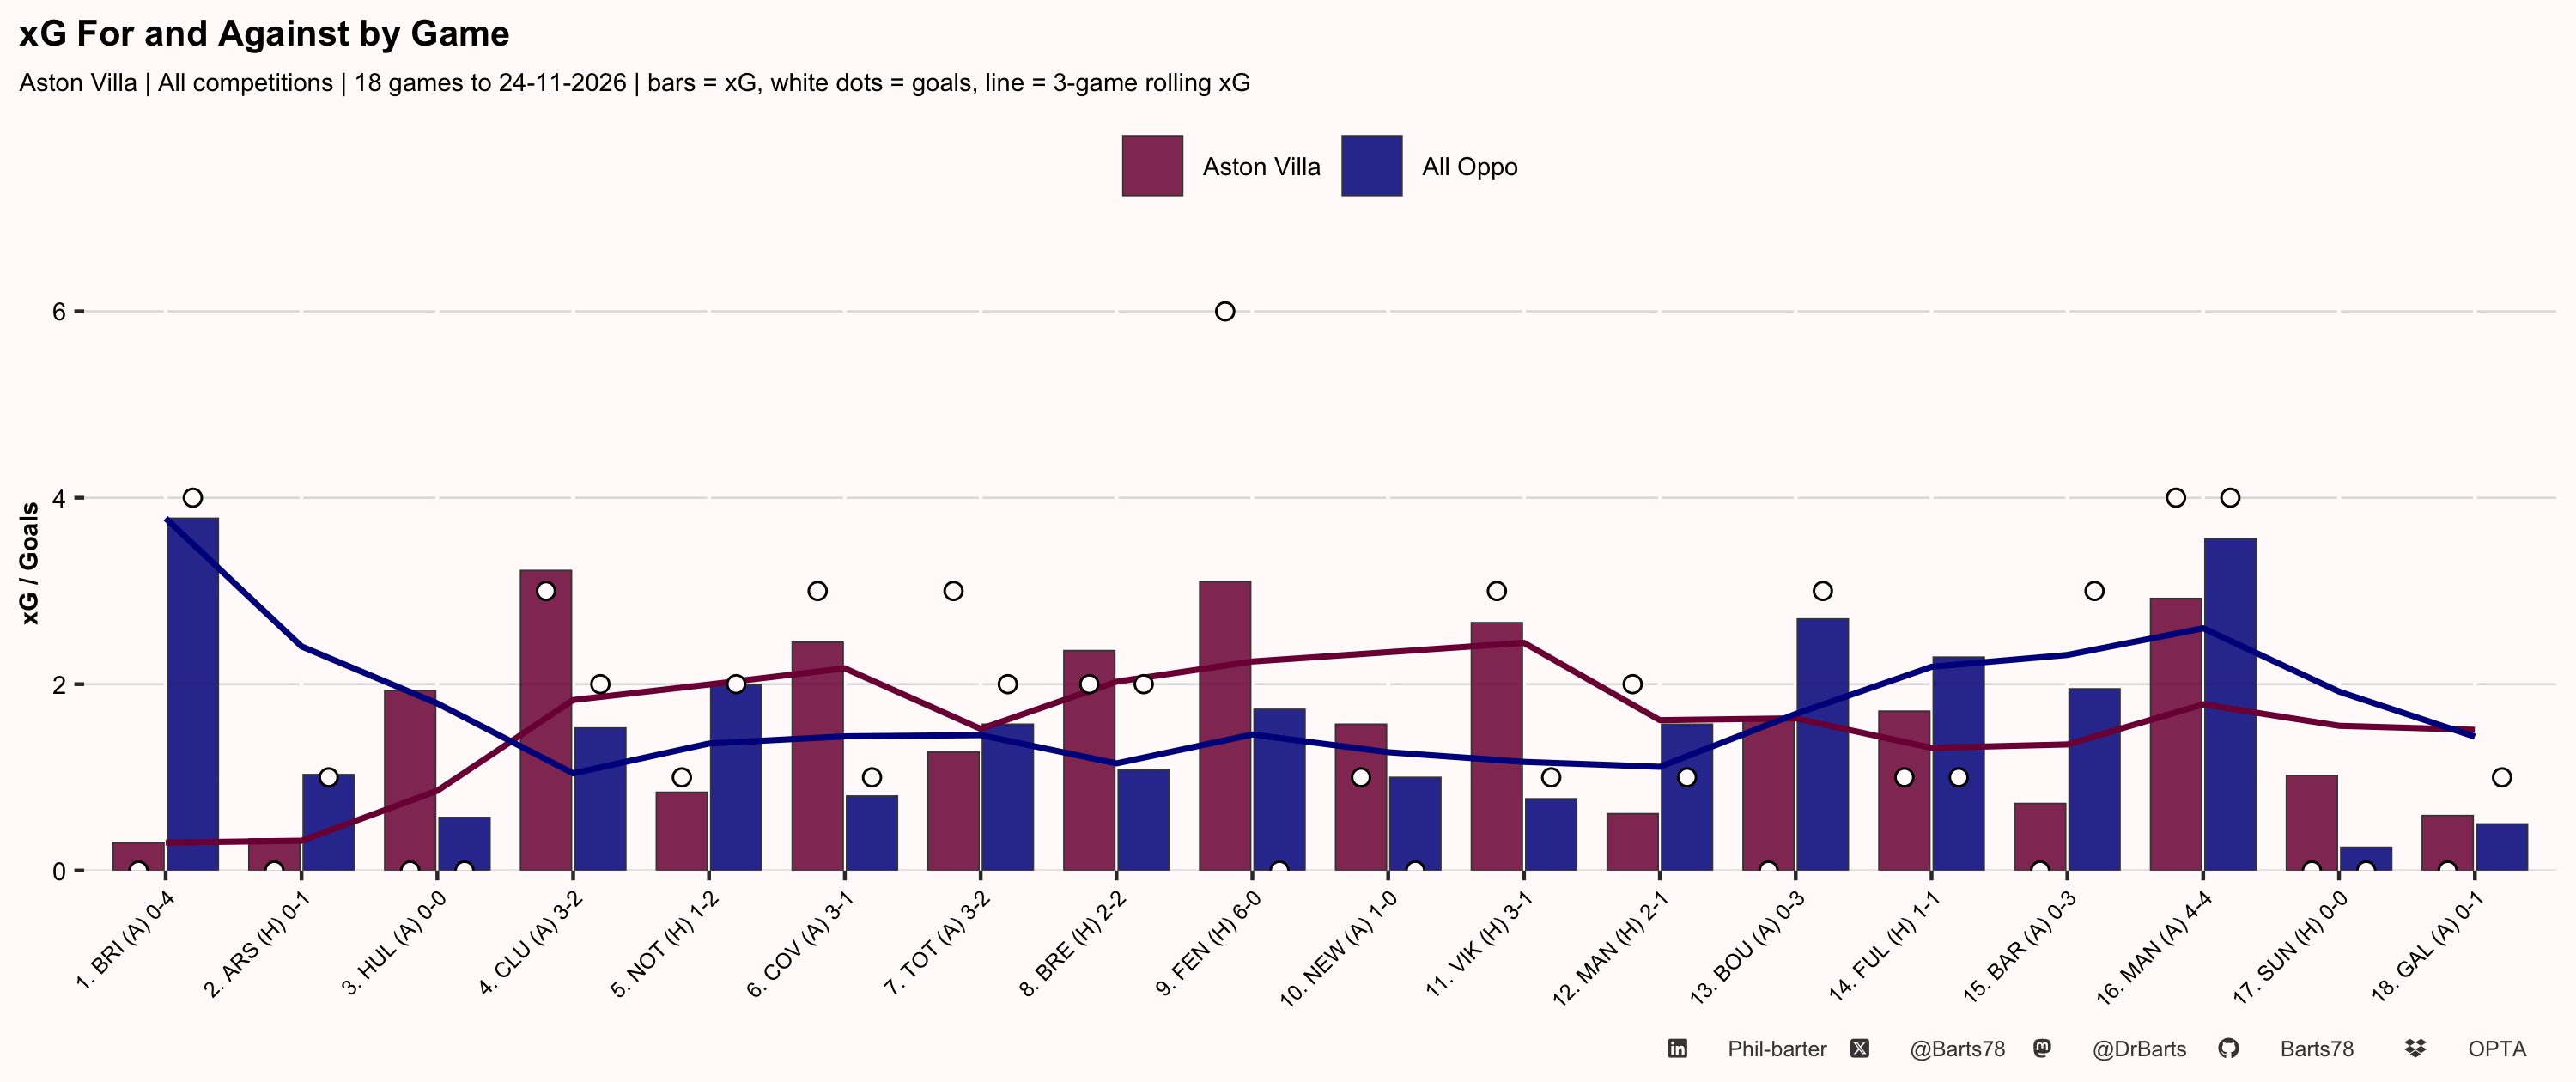 xG For and Against by Game
Aston Villa | All competitions | 18 games to 24-11-2026 | bars = xG, white dots = goals, line = 3-game rolling xG
Aston Villa
All Oppo
xG / Goals
6
4
2
0
1. BRI (A) 0-4
2. ARS (H) 0-1
3. HUL (A) 0-0
4. CLU (A) 3-2
5. NOT (H) 1-2
6. COV (A) 3-1
7. TOT (A) 3-2
8. BRE (H) 2-2
9. FEN (H) 6-0
10. NEW (A) 1-0
11. VIK (H) 3-1
12. MAN (H) 2-1
13. BOU (A) 0-3
14. FUL (H) 1-1
15. BAR (A) 0-3
16. MAN (A) 4-4
17. SUN (H) 0-0
18. GAL (A) 0-1
Phil-barter @Barts78 @DrBarts Barts78 OPTA